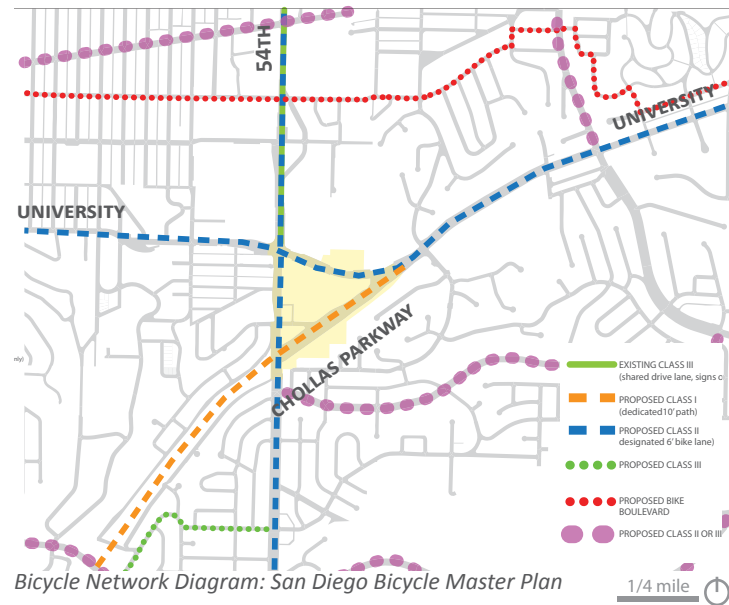 54TH
UNIVERSITY
UNIVERSITY
CHOLLAS PARKWAY
EXISTING CLASS III
(shared drive lane, signs o
PROPOSED CLASS I
(dedicated10' path)
PROPOSED CLASS II
designated 6' bike lane)
PROPOSED CLASS III
PROPOSED BIKE
BOULEVARD
PROPOSED CLASS II OR III
Bicycle Network Diagram: San Diego Bicycle Master Plan
1/4 mile